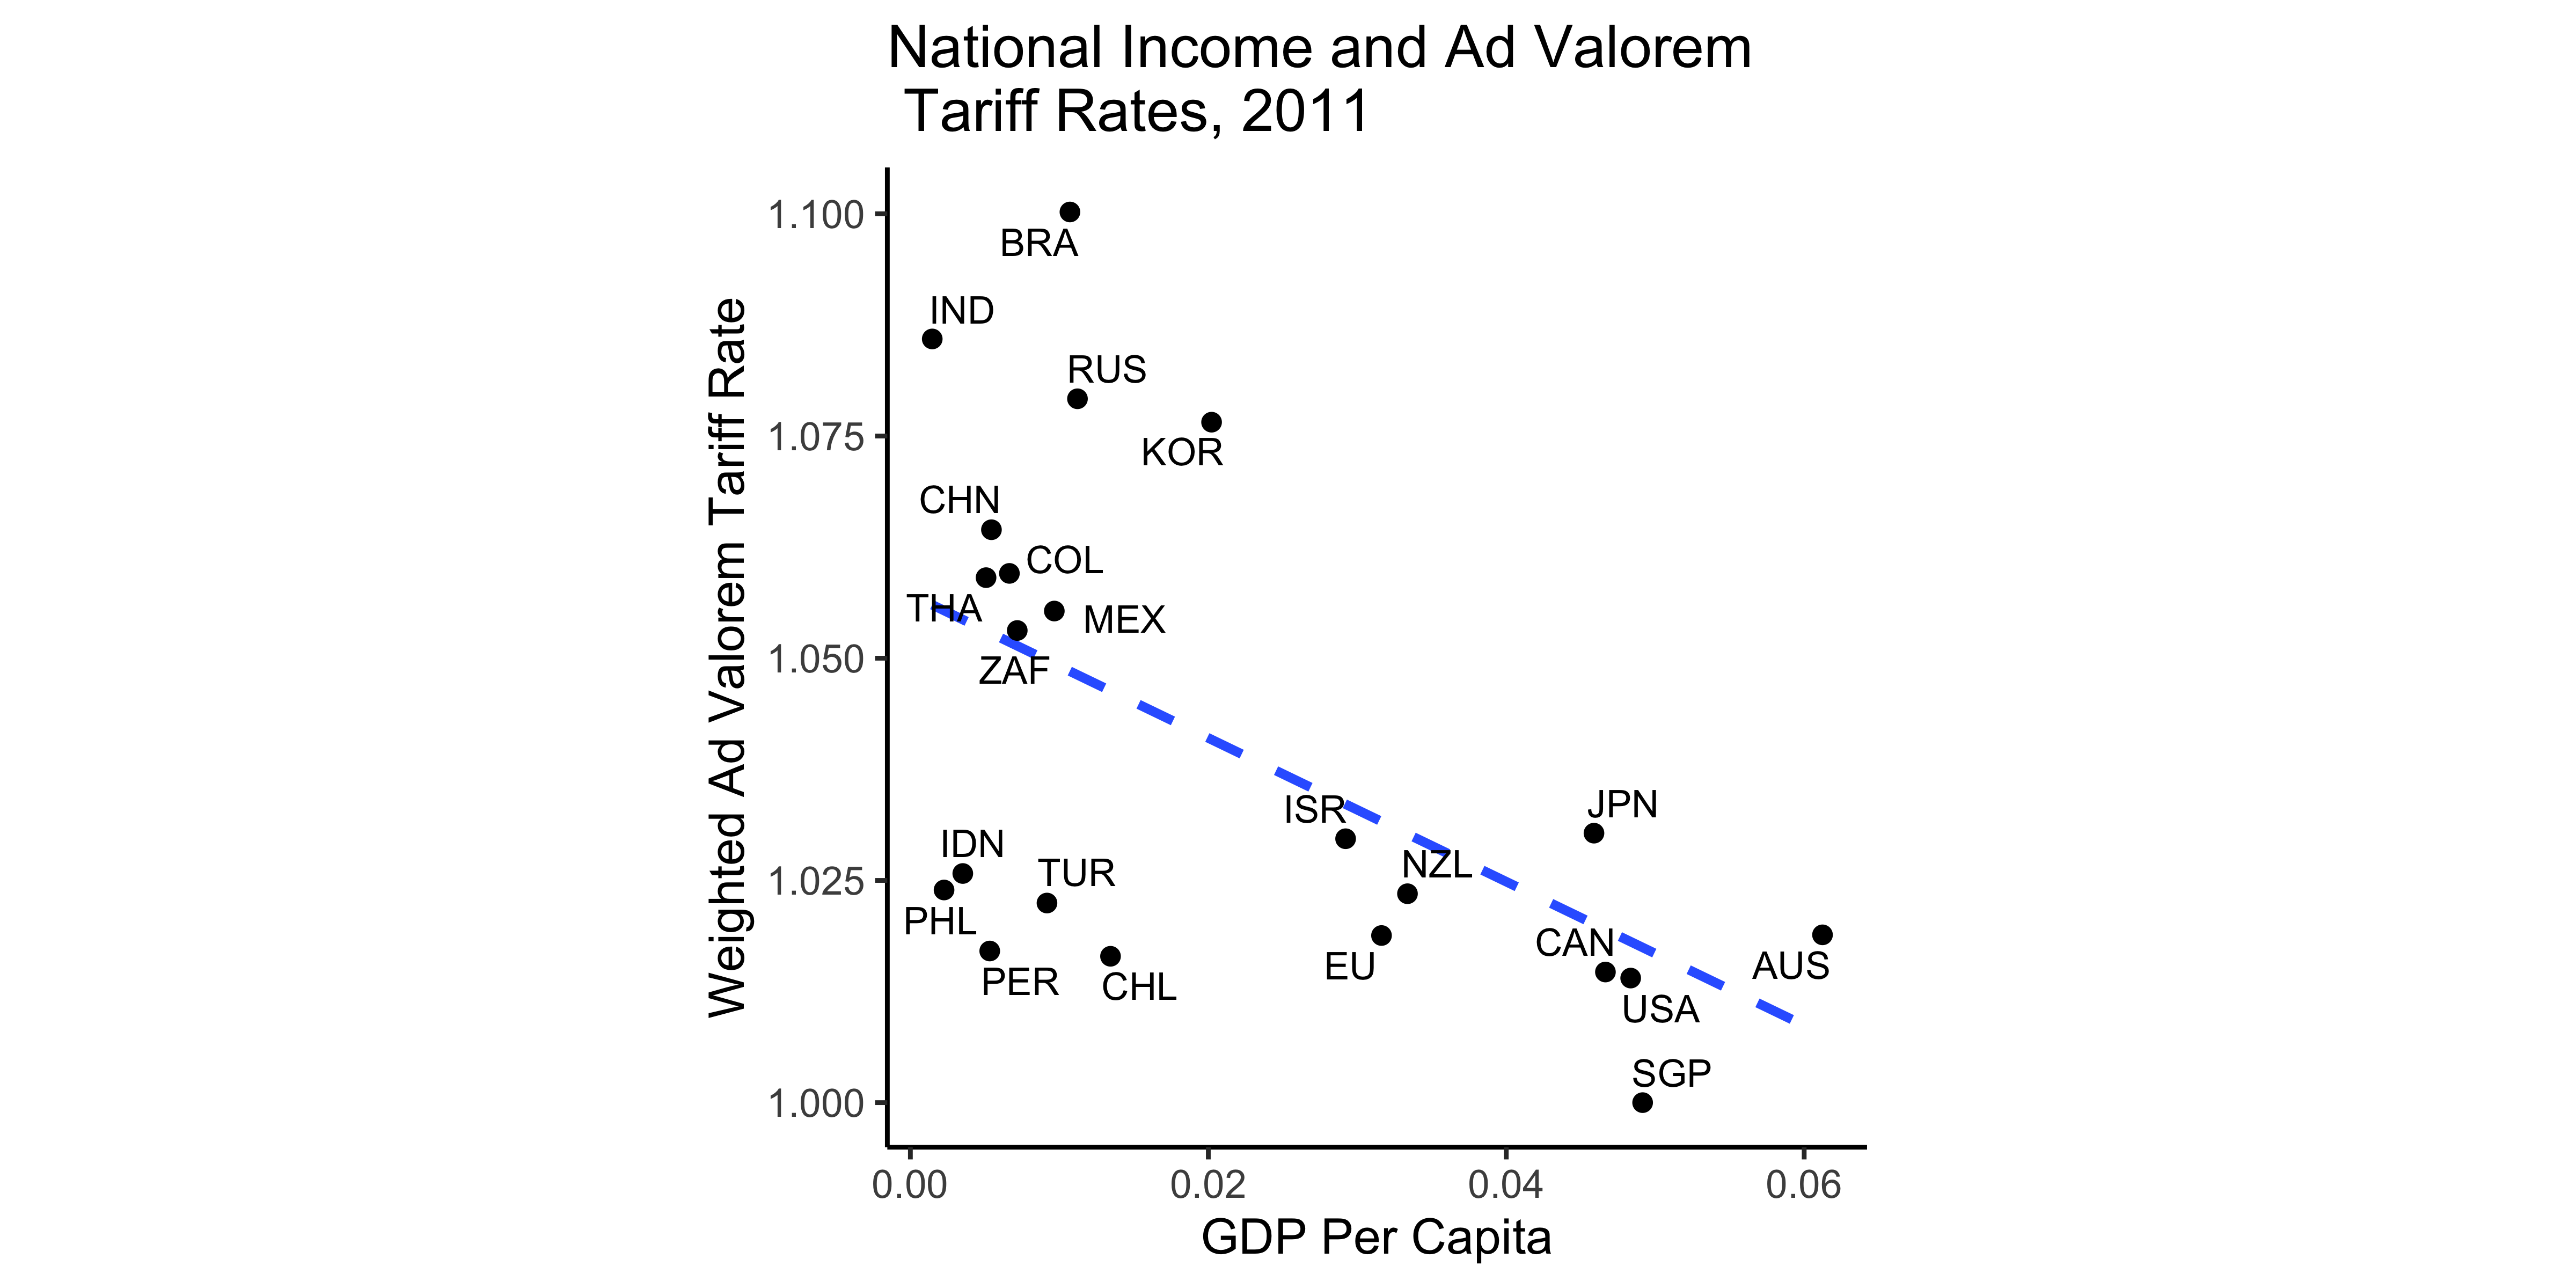 National Income and Ad Valorem
Tariff Rates, 2011
Weighted Ad Valorem Tariff Rate
1.100
1.075
1.050
1.025
1.000
BRA
IND
RUS
KOR
CHN
COL
THA
MEX
ZAF
ISR
JPN
IDN
TUR
NZL
PHL
CAN
EU
AUS
PER
CHL
USA
SGP
0.00 0.02 0.04 0.06
GDP Per Capita